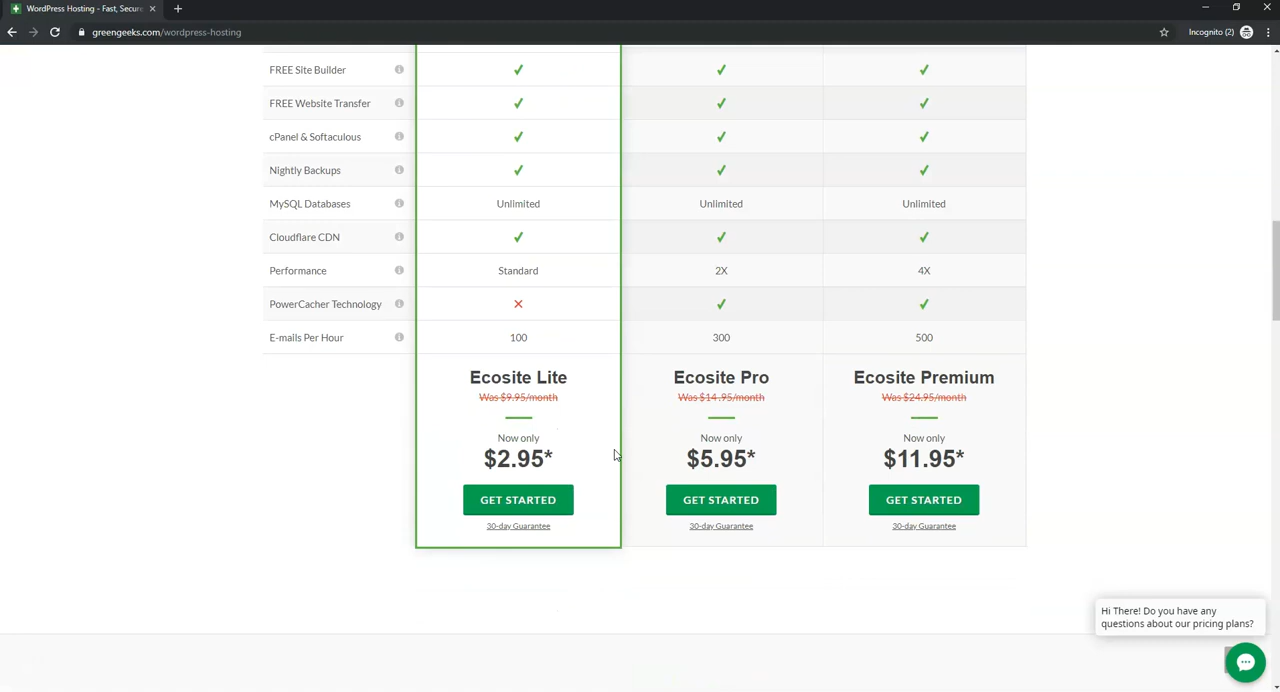 WordPress Hosting - Fast, Secure
greengeeks.com/wordpress-hosting
Incognito (2)
FREE Site Builder
FREE Website Transfer
cPanel & Softaculous
Nightly Backups
MySQL Databases Unlimited Unlimited Unlimited
Cloudflare CDN
Performance Standard 2X 4X
PowerCacher Technology
E-mails Per Hour 100 300 500
Ecosite Lite Ecosite Pro Ecosite Premium
Was $9.95/month Was $14.95/month Was $24.95/month
Now only Now only Now only
$2.95* $5.95* $11.95*
GET STARTED GET STARTED GET STARTED
30-day Guarantee 30-day Guarantee 30-day Guarantee
Hi There! Do you have any
questions about our pricing plans?